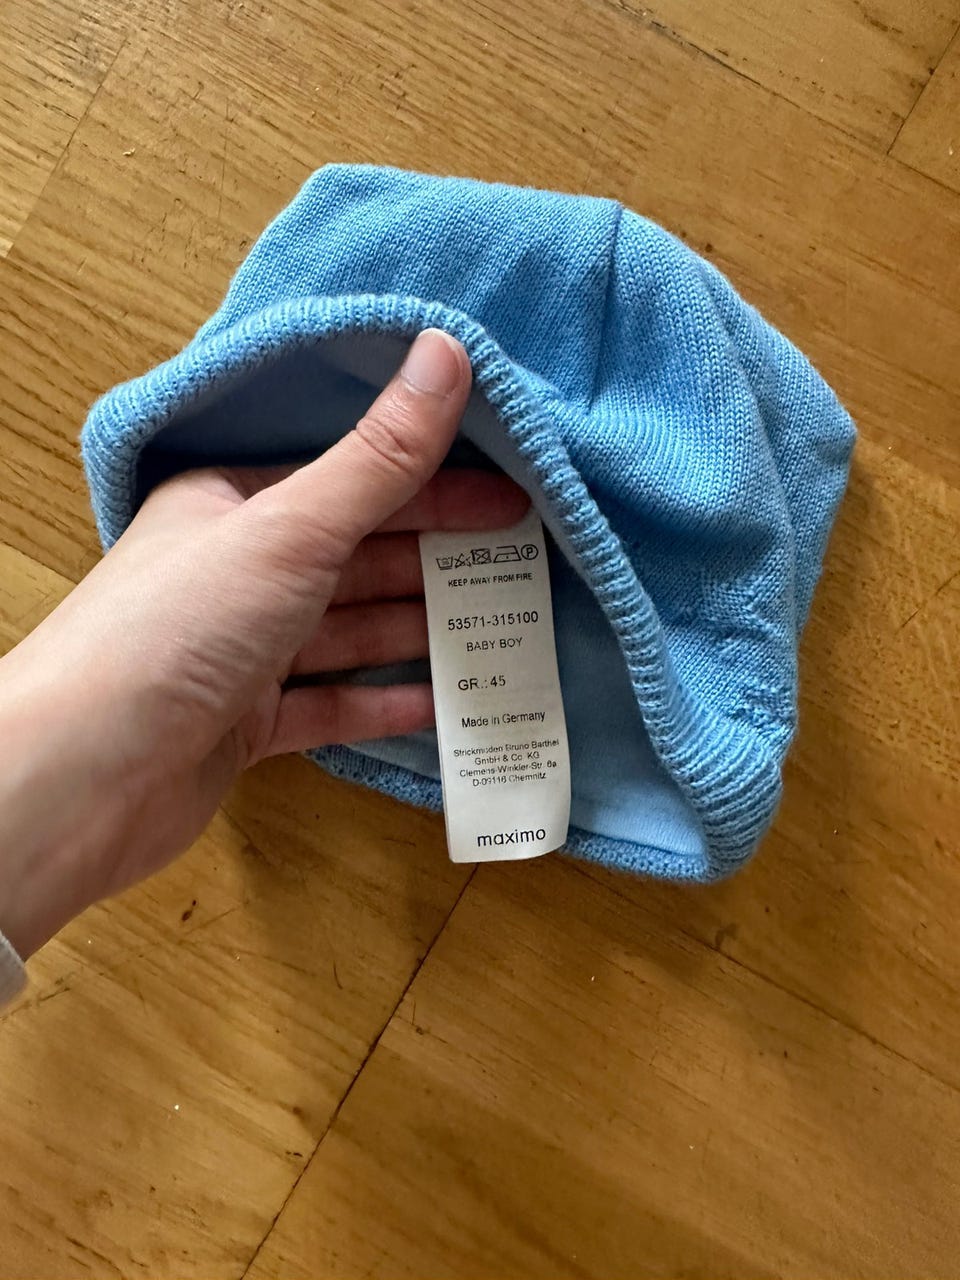 P
KEEP AWAY FROM FIRE
53571-315100
BABY BOY
GR.: 45
Made in Germany
Strickmoden Bruno Barthel
GmbH & Co. KG
Clemens-Winkler-Str. 6a
D-09116 Chemnitz
maximo